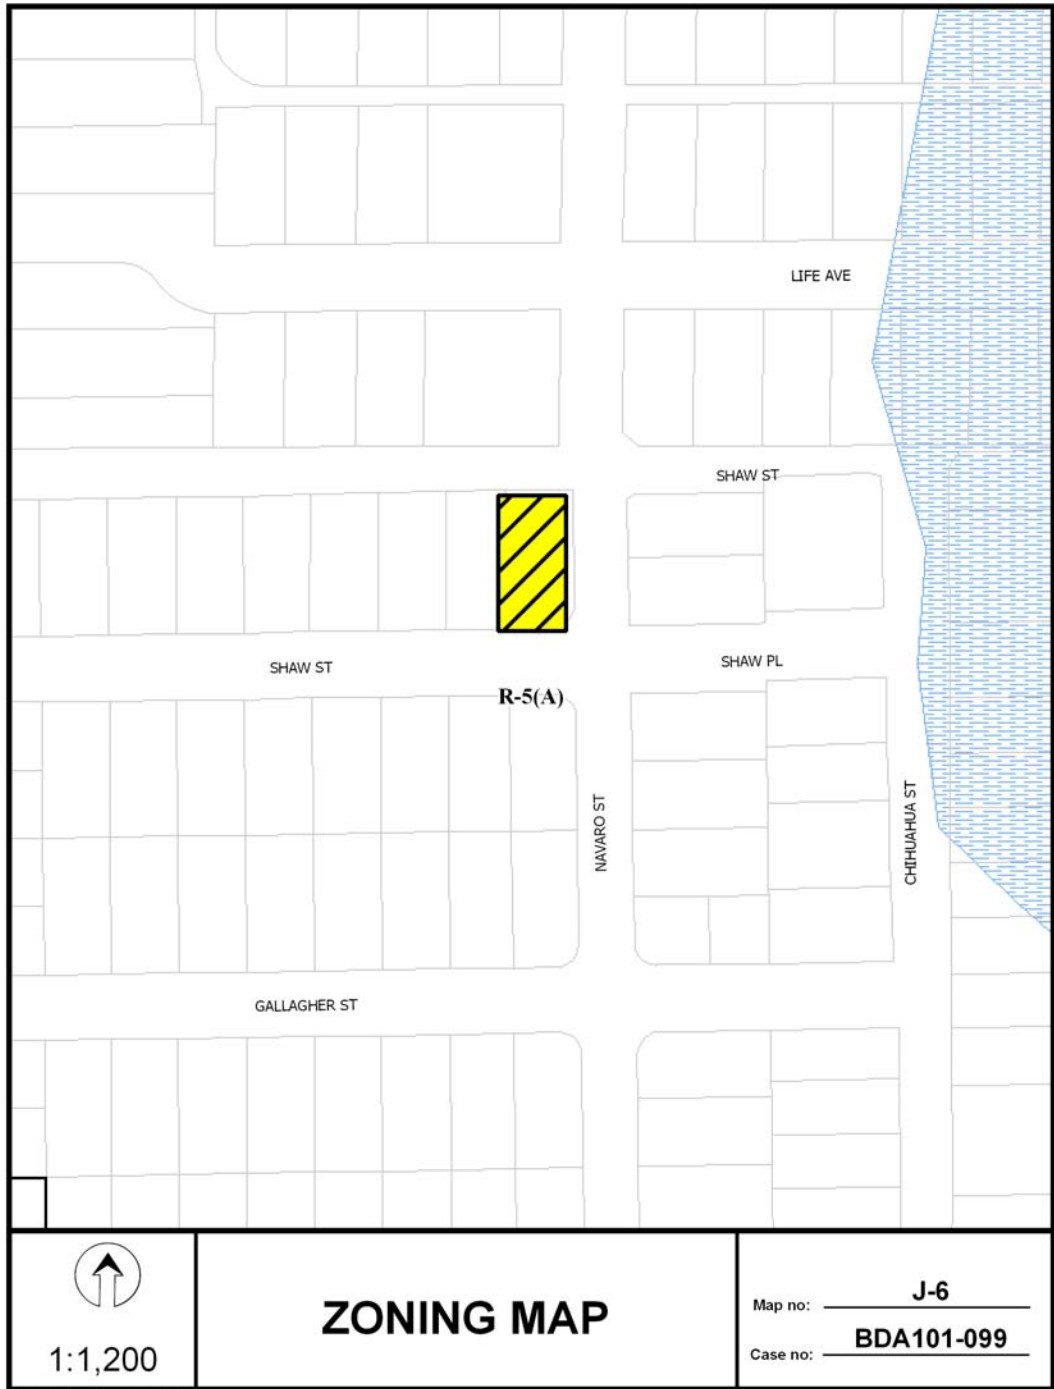 LIFE AVE
SHAW ST
SHAW ST
SHAW PL
R-5(A)
NAVARO ST
CHIHUAHUA ST
GALLAGHER ST
1:1,200
ZONING MAP
Map no: J-6
Case no: BDA101-099